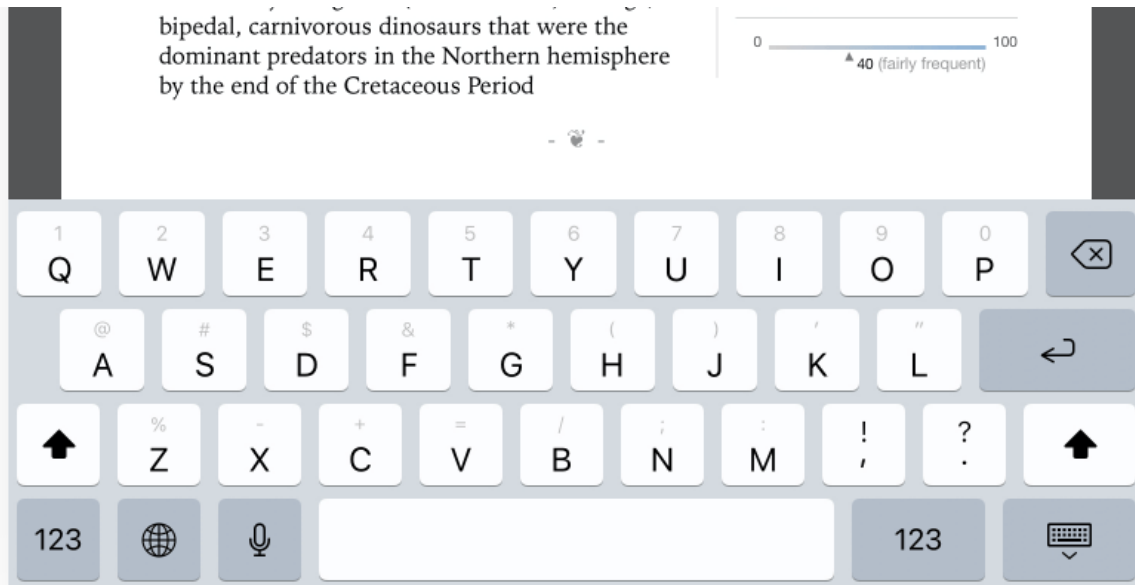 bipedal, carnivorous dinosaurs that were the
dominant predators in the Northern hemisphere
by the end of the Cretaceous Period
0 100
40 (fairly frequent)
1 2 3 4 5 6 7 8 9 0
Q W E R T Y U I O P
@ # $ & * ( ) ' "
A S D F G H J K L
% - + = / ; : ! ?
Z X C V B N M , .
123 123